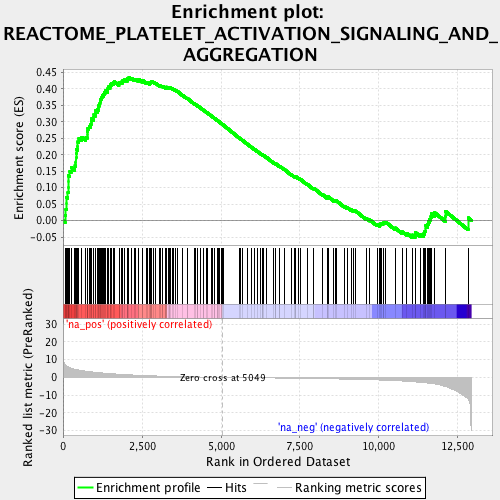 Enrichment plot:
REACTOME_PLATELET_ACTIVATION_SIGNALING_AND_
AGGREGATION
Enrichment score (ES)
0.45
0.40
0.35
0.30
0.25
0.20
0.15
0.10
0.05
0.00
-0.05
'na_pos' (positively correlated)
Ranked list metric (PreRanked)
30
20
10
0
-10
-20
-30
Zero cross at 5049
'na_neg' (negatively correlated)
0
2,500
5,000
7,500
10,000
12,500
Rank in Ordered Dataset
Enrichment profile
Hits
Ranking metric scores